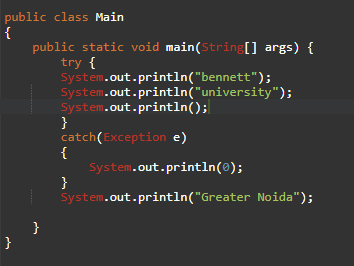 public class Main
{
    public static void main(String[] args) {
        try {
        System.out.println("bennett");
        System.out.println("university");
        System.out.println();
        }
        catch(Exception e)
        {
            System.out.println(0);
        }
        System.out.println("Greater Noida");
    }
}